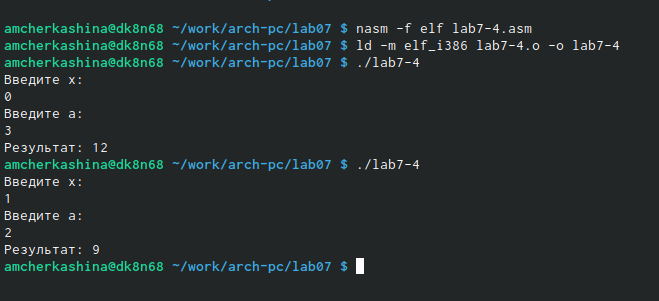 amcherkashina@dk8n68 ~/work/arch-pc/lab07 $ nasm -f elf lab7-4.asm
amcherkashina@dk8n68 ~/work/arch-pc/lab07 $ ld -m elf_i386 lab7-4.o -o lab7-4
amcherkashina@dk8n68 ~/work/arch-pc/lab07 $ ./lab7-4
Введите x:
0
Введите a:
3
Результат: 12
amcherkashina@dk8n68 ~/work/arch-pc/lab07 $ ./lab7-4
Введите x:
1
Введите a:
2
Результат: 9
amcherkashina@dk8n68 ~/work/arch-pc/lab07 $